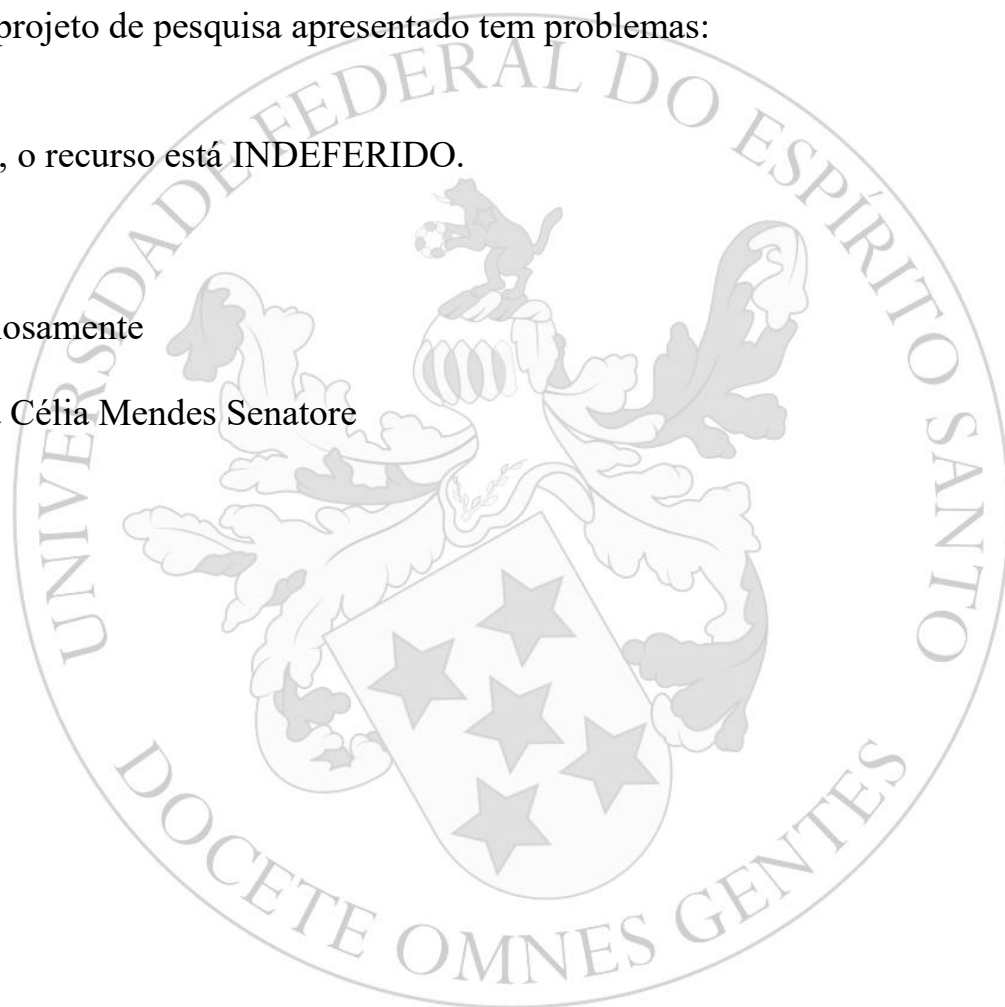 projeto de pesquisa apresentado tem problemas:
, o recurso está INDEFERIDO.
osamente
Célia Mendes Senatore
UNIVERSIDADE FEDERAL DO ESPÍRITO SANTO
DOCETE OMNES GENTES